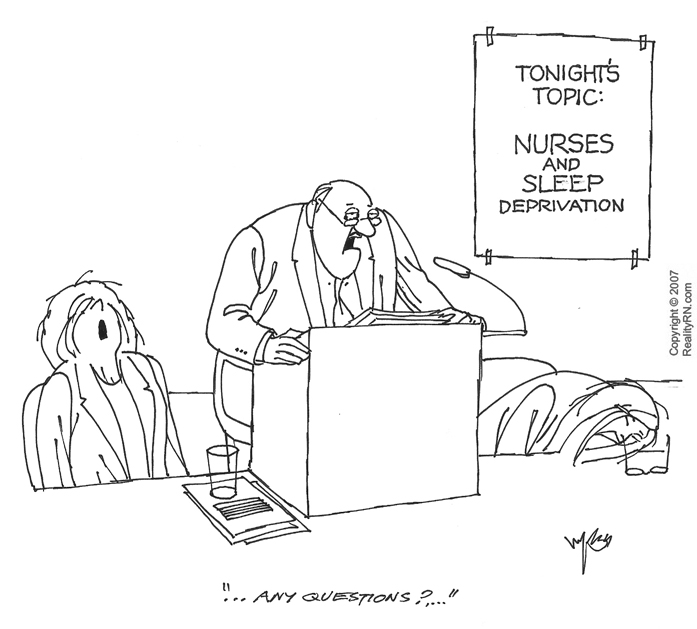 TONIGHT'S
TOPIC:
NURSES
AND
SLEEP
DEPRIVATION
Copyright © 2007
RealityRN.com
"... ANY QUESTIONS?,..."